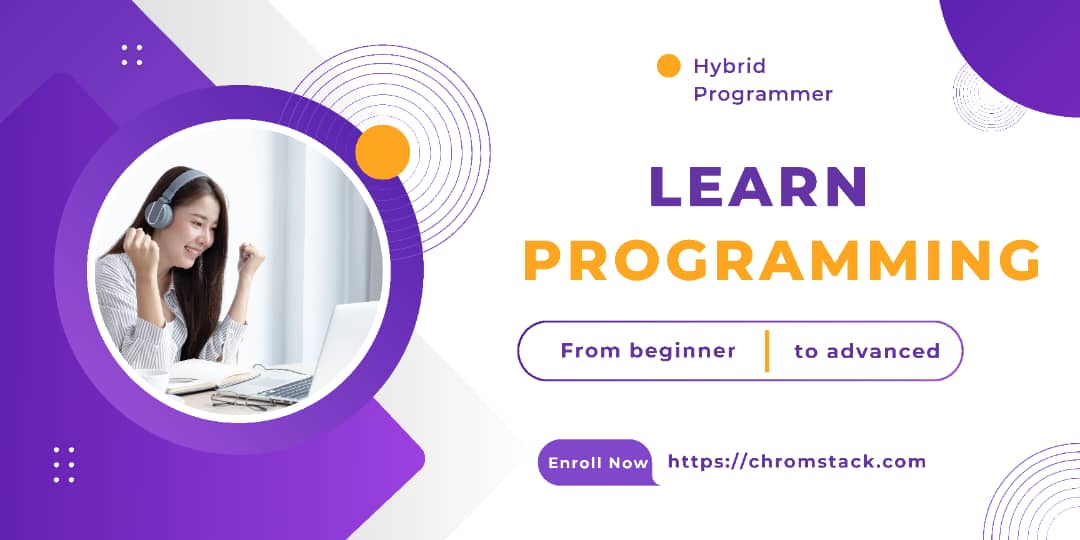 Hybrid
Programmer
LEARN
PROGRAMMING
From beginner | to advanced
Enroll Now https://chromstack.com